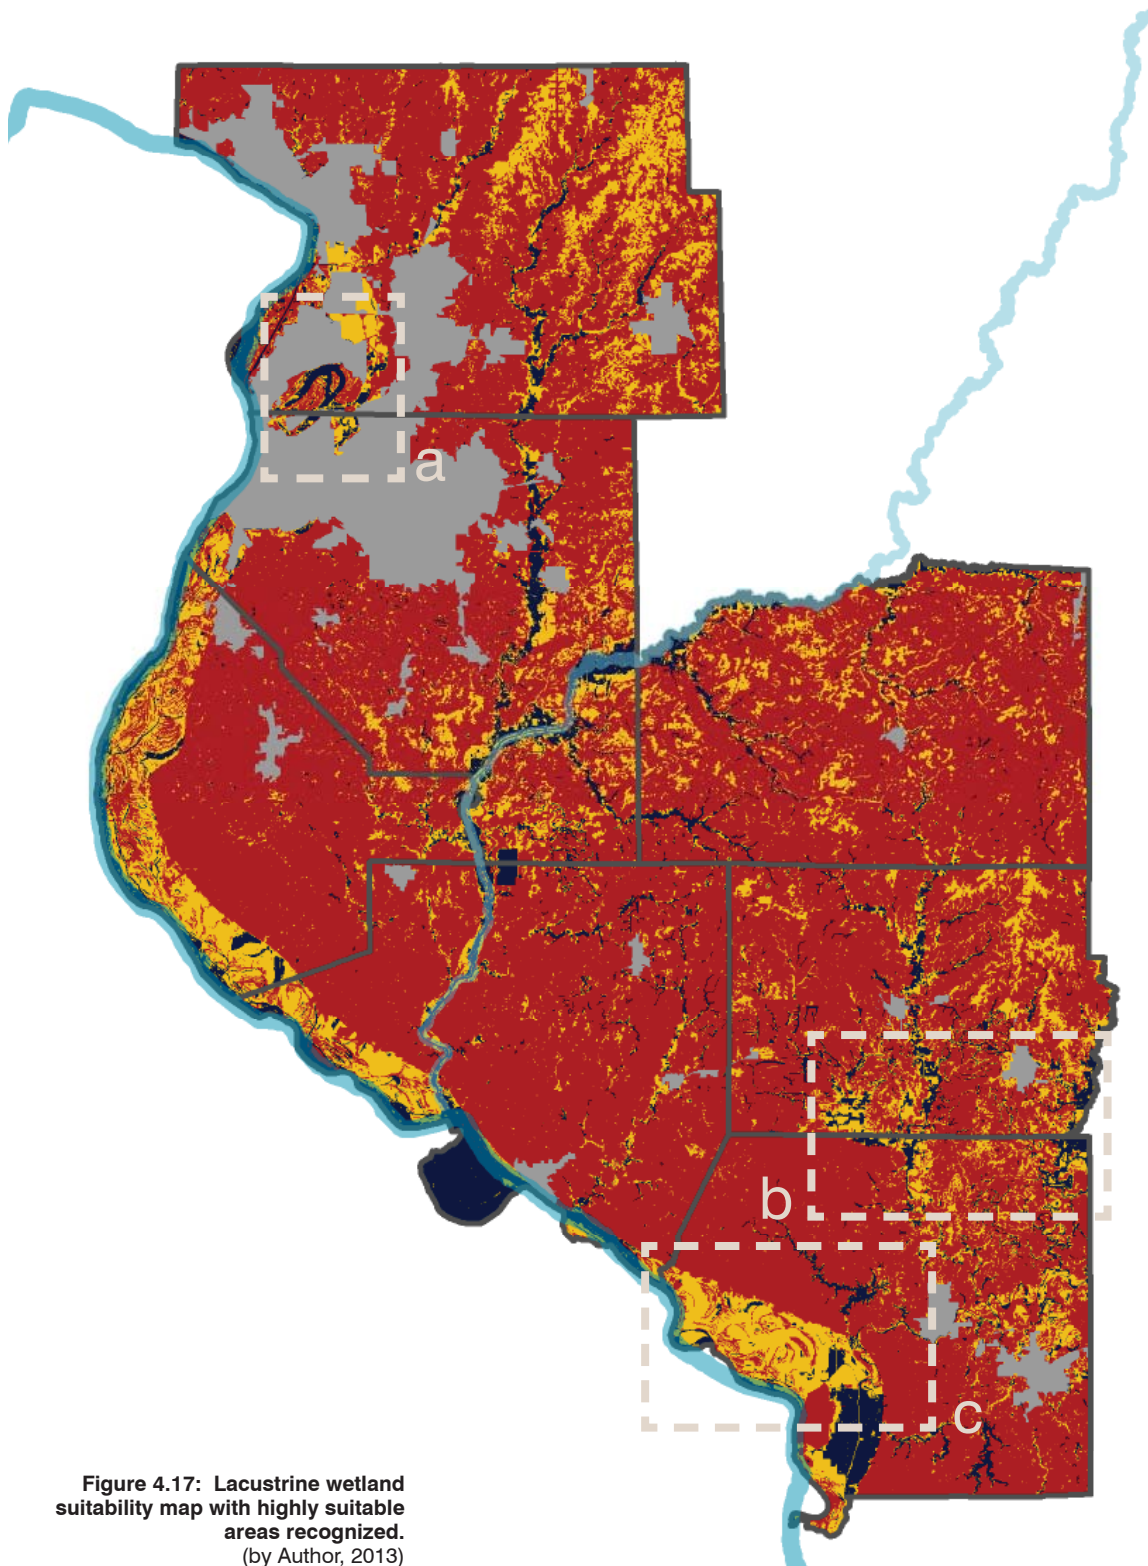 a
b
c
Figure 4.17: Lacustrine wetland
suitability map with highly suitable
areas recognized.
(by Author, 2013)